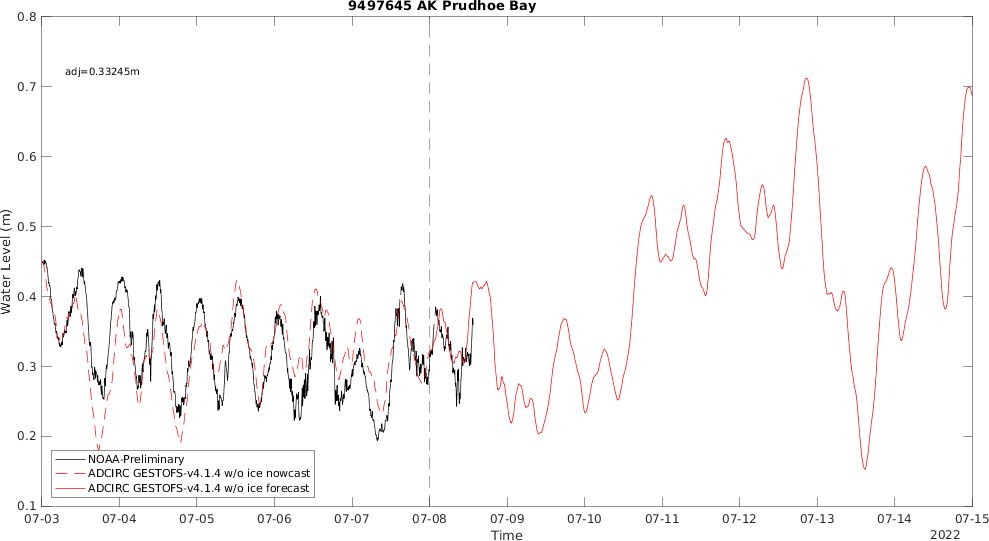 9497645 AK Prudhoe Bay
0.8
adj=0.33245m
0.7
0.6
0.5
0.4
0.3
0.2
0.1
Water Level (m)
NOAA-Preliminary
ADCIRC GESTOFS-v4.1.4 w/o ice nowcast
ADCIRC GESTOFS-v4.1.4 w/o ice forecast
07-03 07-04 07-05 07-06 07-07 07-08 07-09 07-10 07-11 07-12 07-13 07-14 07-15
Time
2022